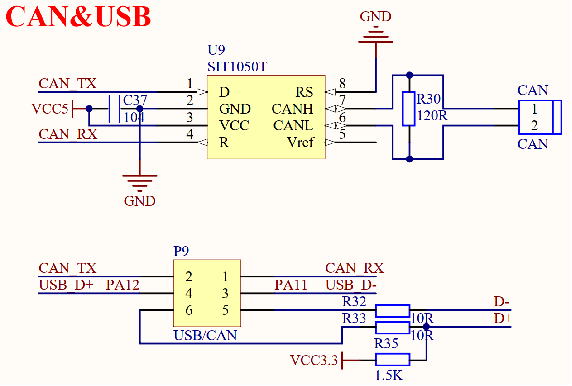 CAN&USB
GND
U9
SIT1050T
CAN_TX 1 D RS 8
VCC5 C37 104 2 GND CANH 7 R30 120R CAN 1
3 VCC CANL 6 2
CAN_RX 4 R Vref 5 CAN
GND
P9
CAN_TX 2 1 CAN_RX
USB_D+ PA12 4 3 PA11 USB_D-
6 5 R32 10R D-
USB/CAN R33 10R D+
VCC3.3 R35 1.5K